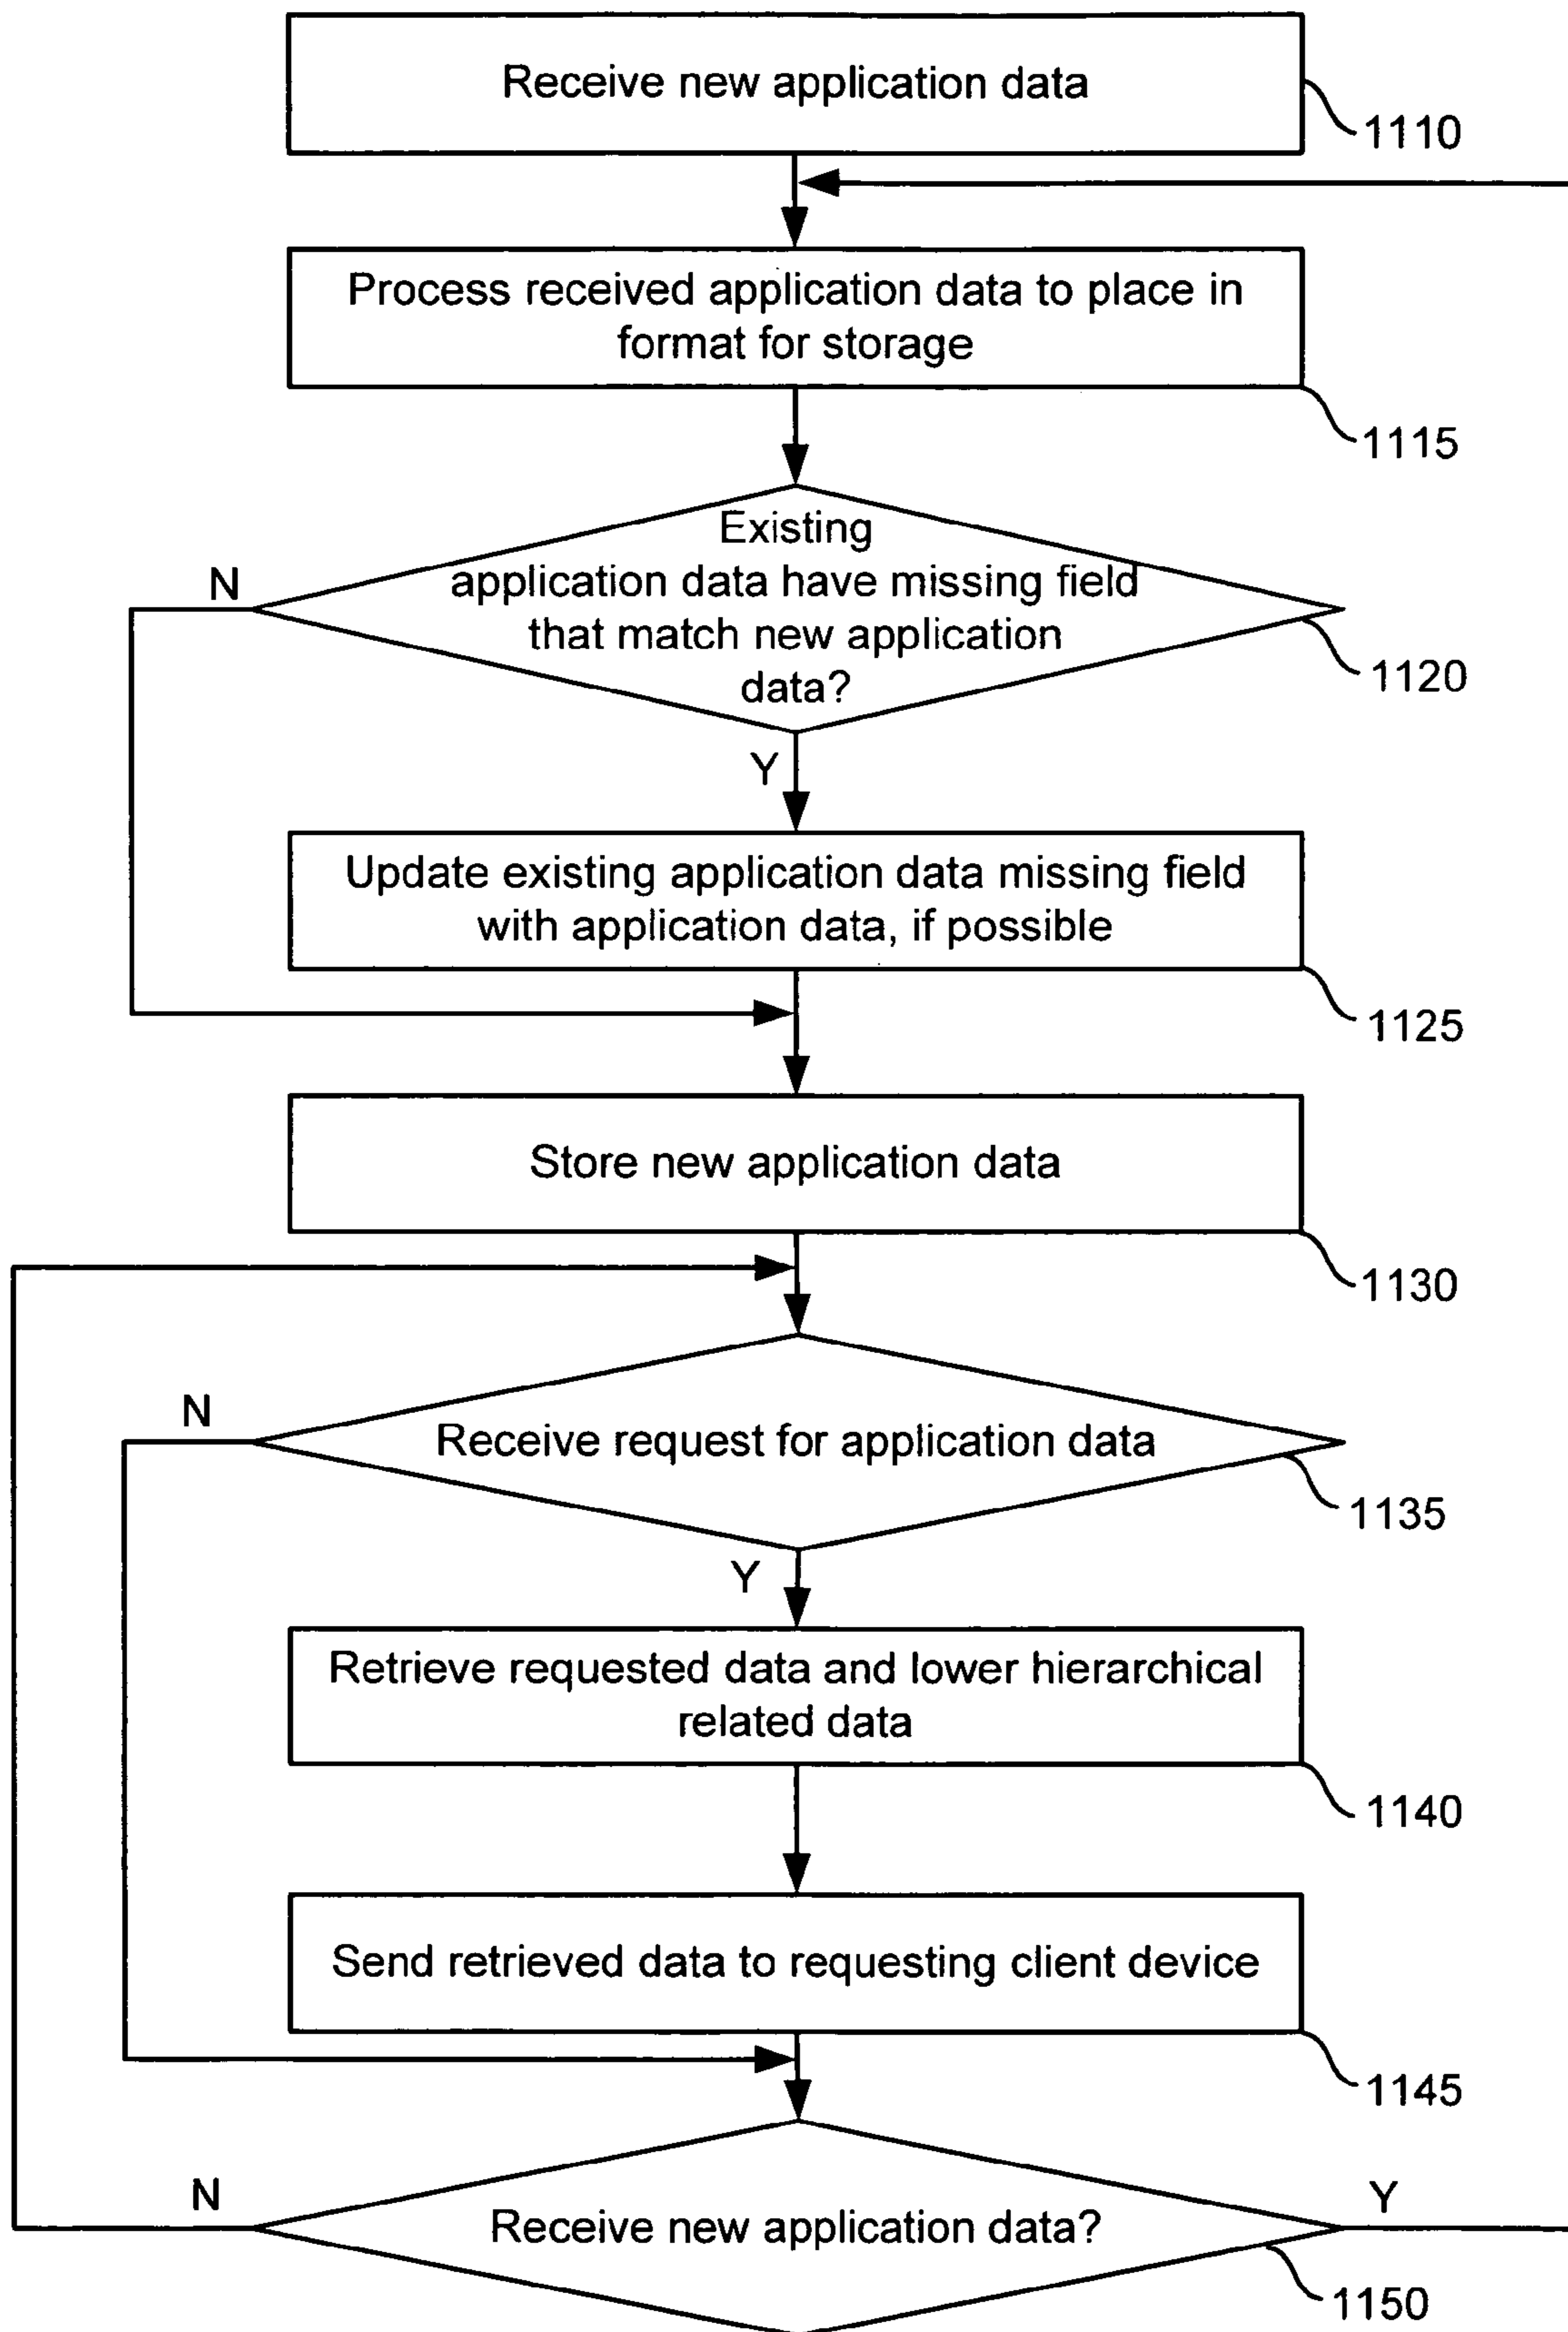 Receive new application data
1110
Process received application data to place in
format for storage
1115
Existing
application data have missing field
that match new application
data?
N
1120
Y
Update existing application data missing field
with application data, if possible
1125
Store new application data
1130
N
Receive request for application data
1135
Y
Retrieve requested data and lower hierarchical
related data
1140
Send retrieved data to requesting client device
1145
N
Receive new application data?
Y
1150